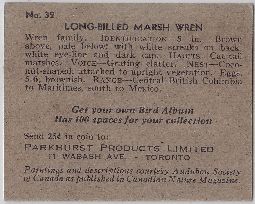 No. 39
LONG-BILLED MARSH WREN
Wren family. IDENTIFICATION 5 in. Brown
above, pale below, with white streaks on back,
white eye-line and dark cap. HABITS Cat-tail
marshes. VOICE—Grating chatter. NEST—Coco-
nut-shaped, attached to upright vegetation. Eggs,
5-6, brownish. RANGE—Central British Columbia
to Maritimes, south to Mexico.
Get your own Bird Album
Has 100 spaces for your collection
Send 25¢ in coin to:
PARKHURST PRODUCTS LIMITED
11 WABASH AVE. - TORONTO
Paintings and descriptions courtesy Audubon Society
of Canada as published in Canadian Nature Magazine